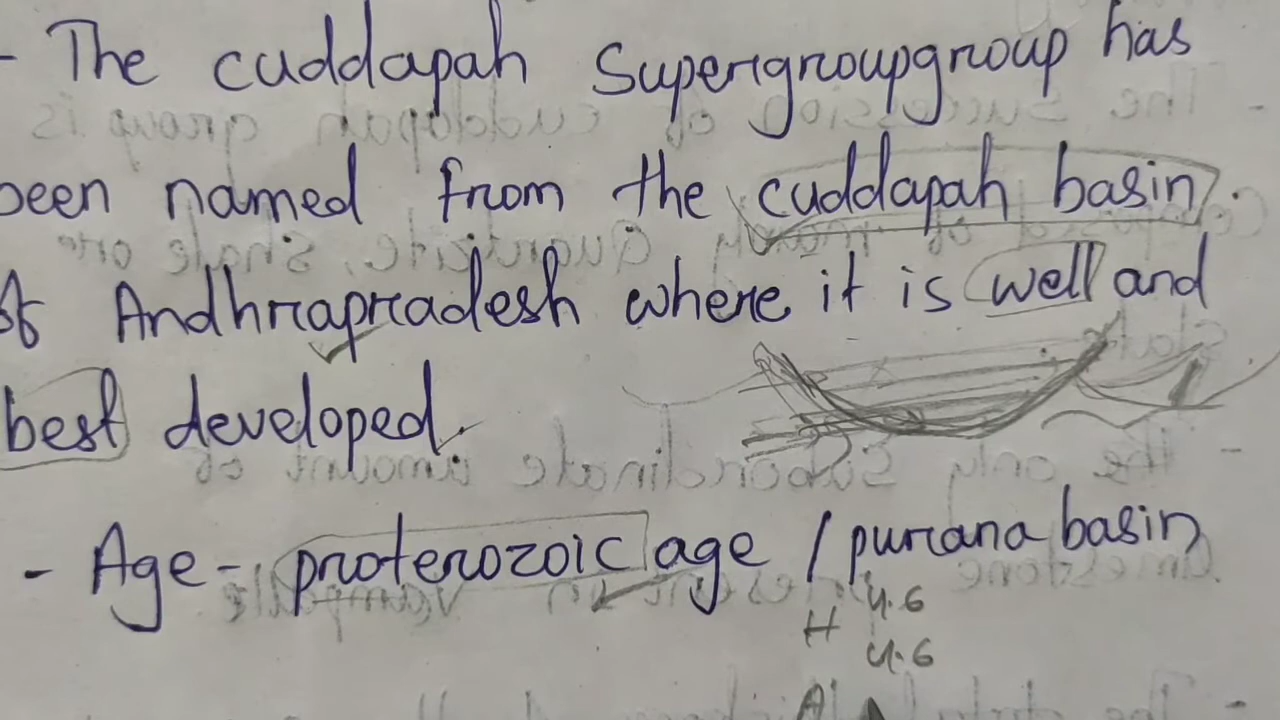 - The cuddapah Supergroupgroup has
been named from the cuddapah basin.
of Andhrapradesh where it is well and
best developed.
- Age - proterozoic age / purana basin
H 4.6
4.6
A